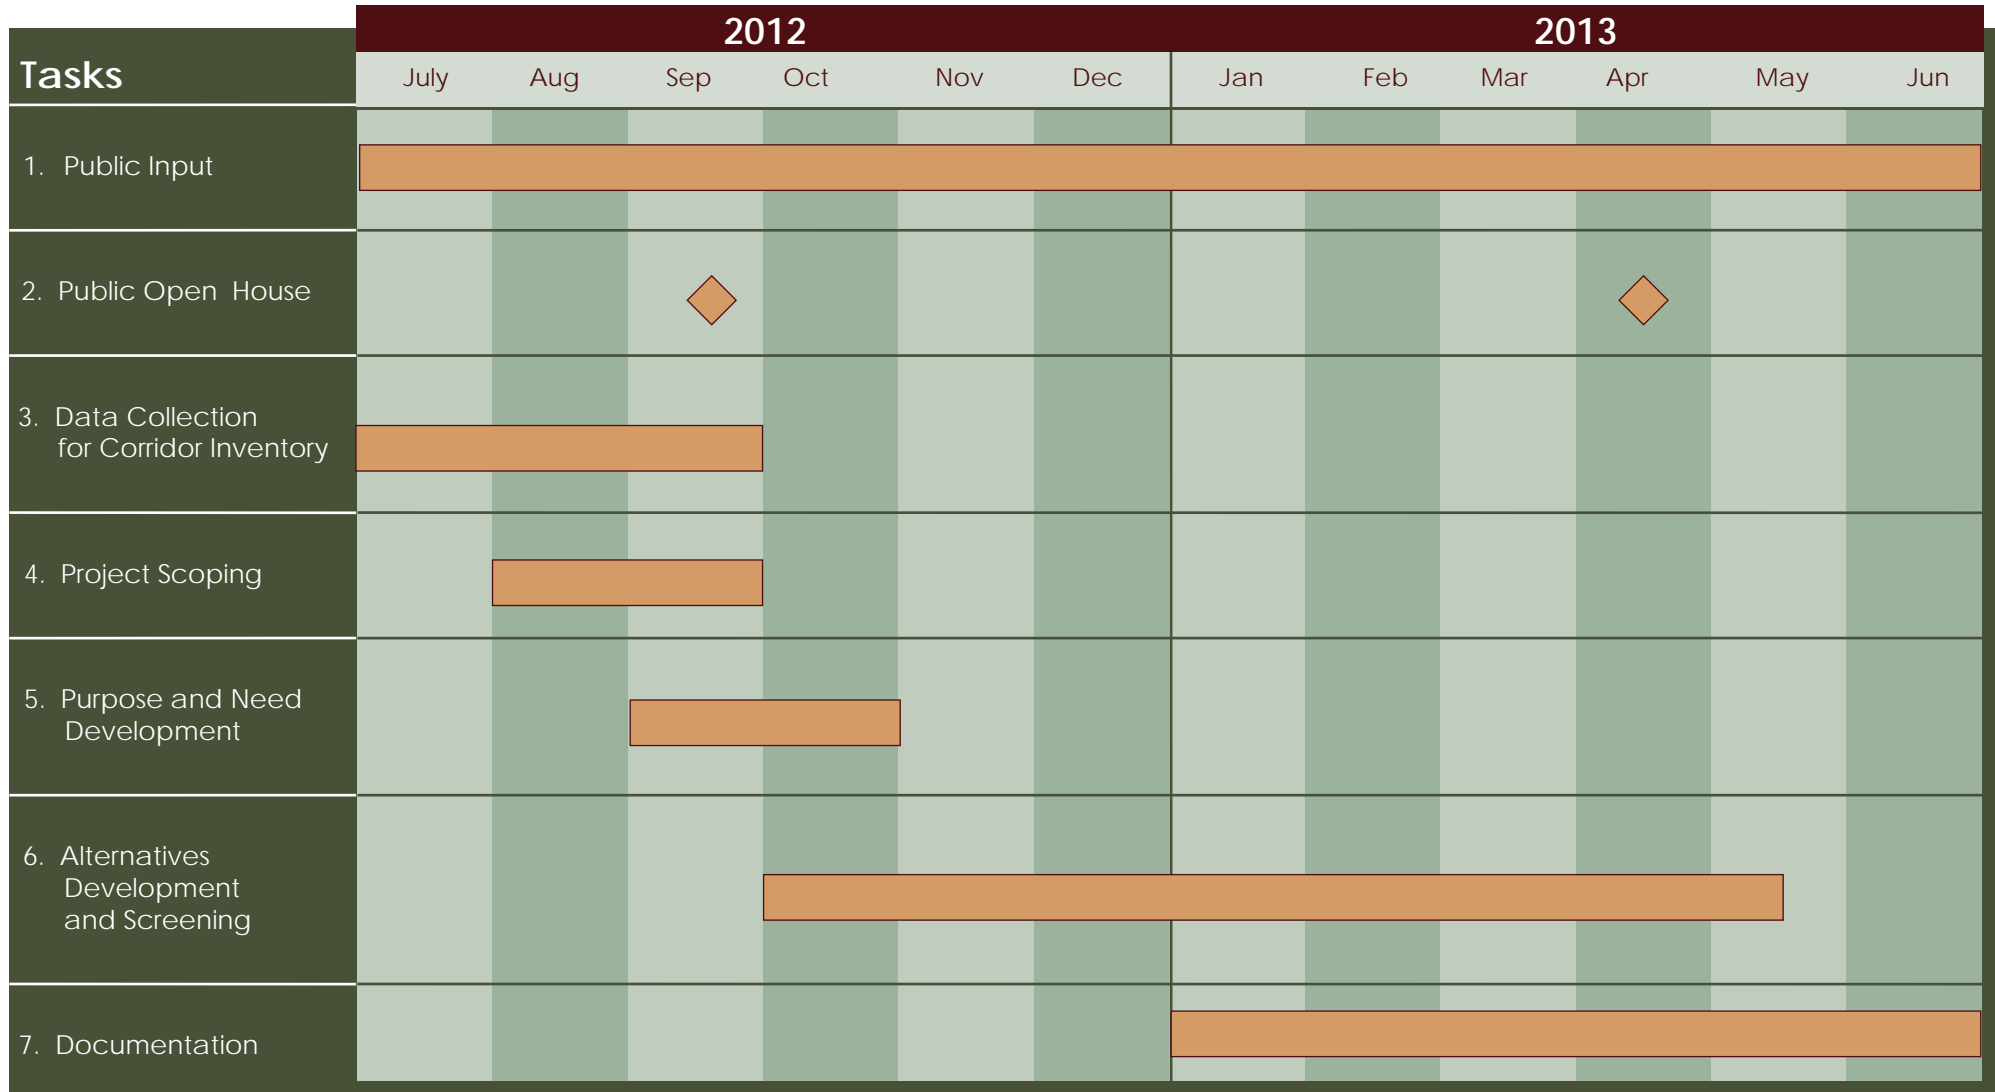 2012 2013
Tasks July Aug Sep Oct Nov Dec Jan Feb Mar Apr May Jun
1. Public Input
2. Public Open House
3. Data Collection
for Corridor Inventory
4. Project Scoping
5. Purpose and Need
Development
6. Alternatives
Development
and Screening
7. Documentation